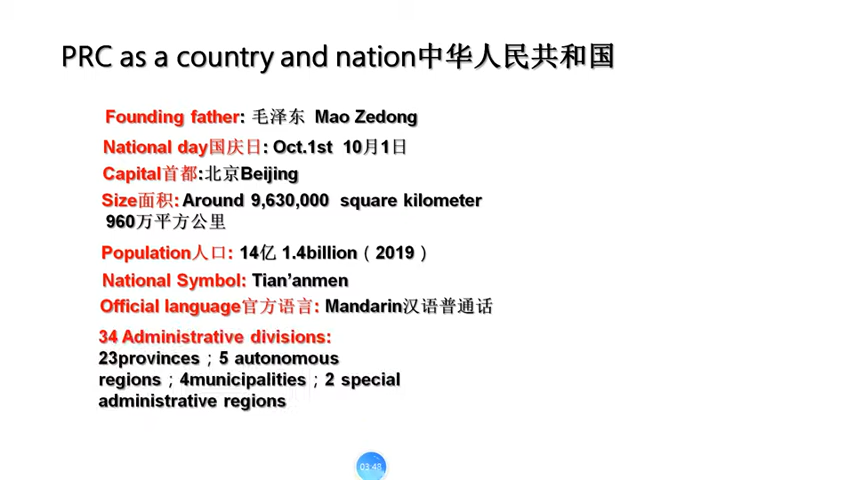 PRC as a country and nation中华人民共和国
Founding father: 毛泽东 Mao Zedong
National day国庆日: Oct.1st 10月1日
Capital首都:北京Beijing
Size面积: Around 9,630,000 square kilometer
960万平方公里
Population人口: 14亿 1.4billion（2019）
National Symbol: Tian’anmen
Official language官方语言: Mandarin汉语普通话
34 Administrative divisions:
23provinces；5 autonomous
regions；4municipalities；2 special
administrative regions
03:48